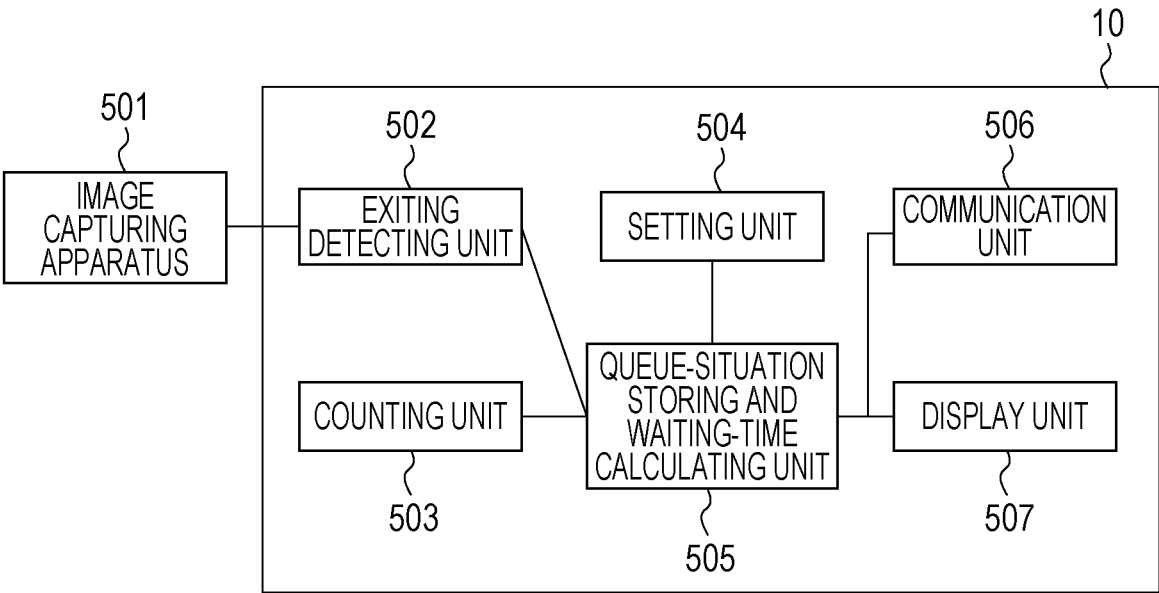 10
501
IMAGE
CAPTURING
APPARATUS
502
EXITING
DETECTING UNIT
504
SETTING UNIT
506
COMMUNICATION
UNIT
COUNTING UNIT
503
QUEUE-SITUATION
STORING AND
WAITING-TIME
CALCULATING UNIT
505
DISPLAY UNIT
507